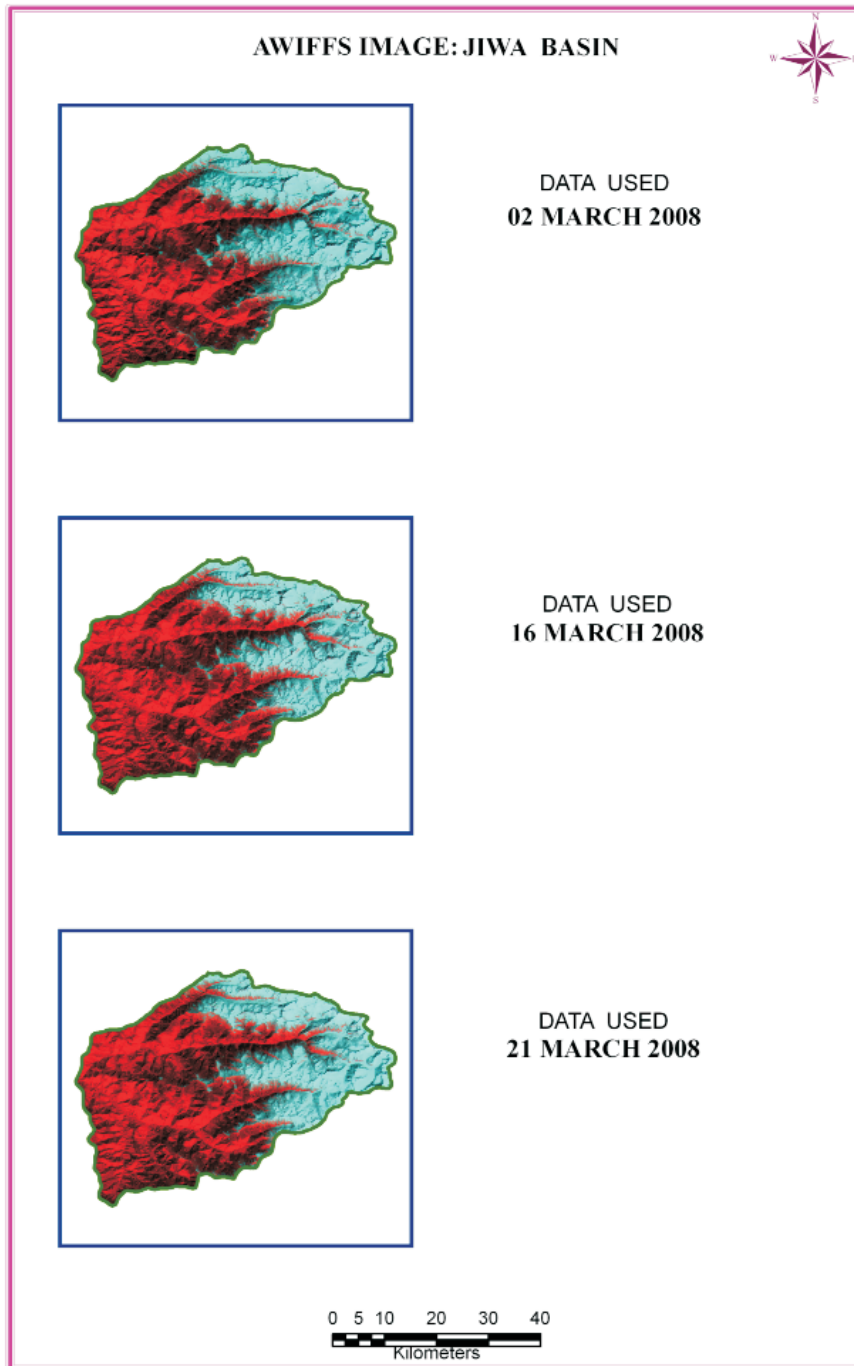 AWIFFS IMAGE: JIWA BASIN
N
W
S
DATA USED
02 MARCH 2008
DATA USED
16 MARCH 2008
DATA USED
21 MARCH 2008
0 5 10 20 30 40
Kilometers